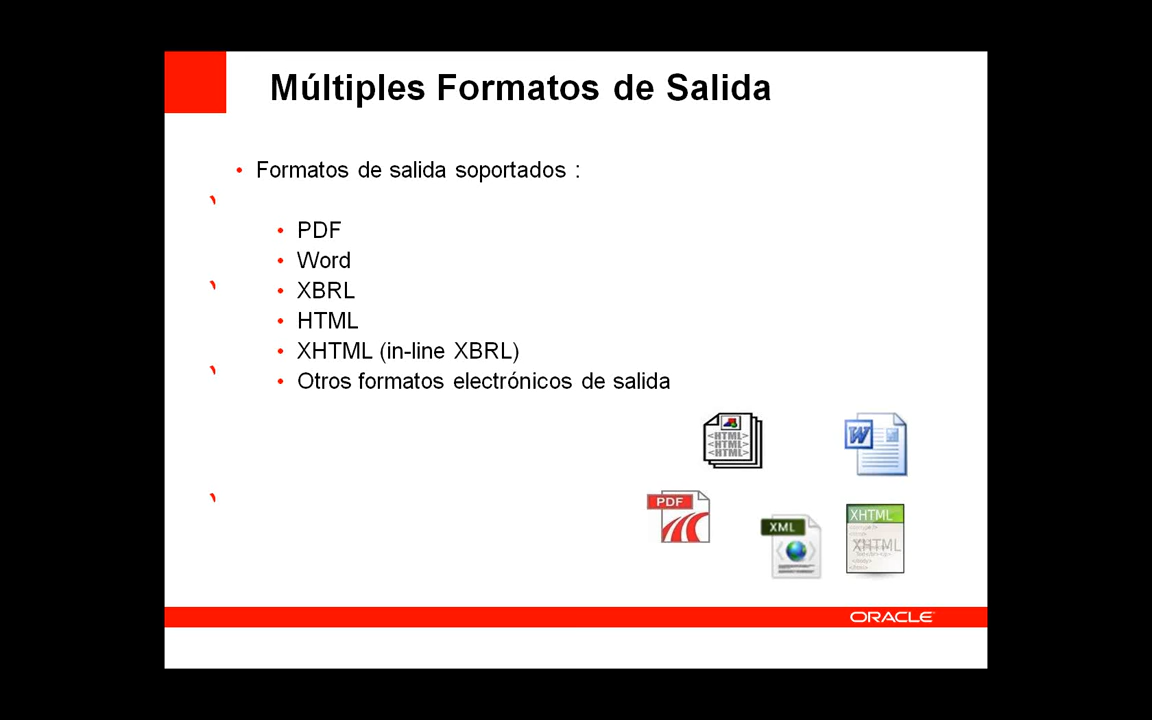 Múltiples Formatos de Salida
• Formatos de salida soportados :
• PDF
• Word
• XBRL
• HTML
• XHTML (in-line XBRL)
• Otros formatos electrónicos de salida
<HTML>
<HTML>
<HTML>
W
PDF
XML
XHTML
XHTML
ORACLE